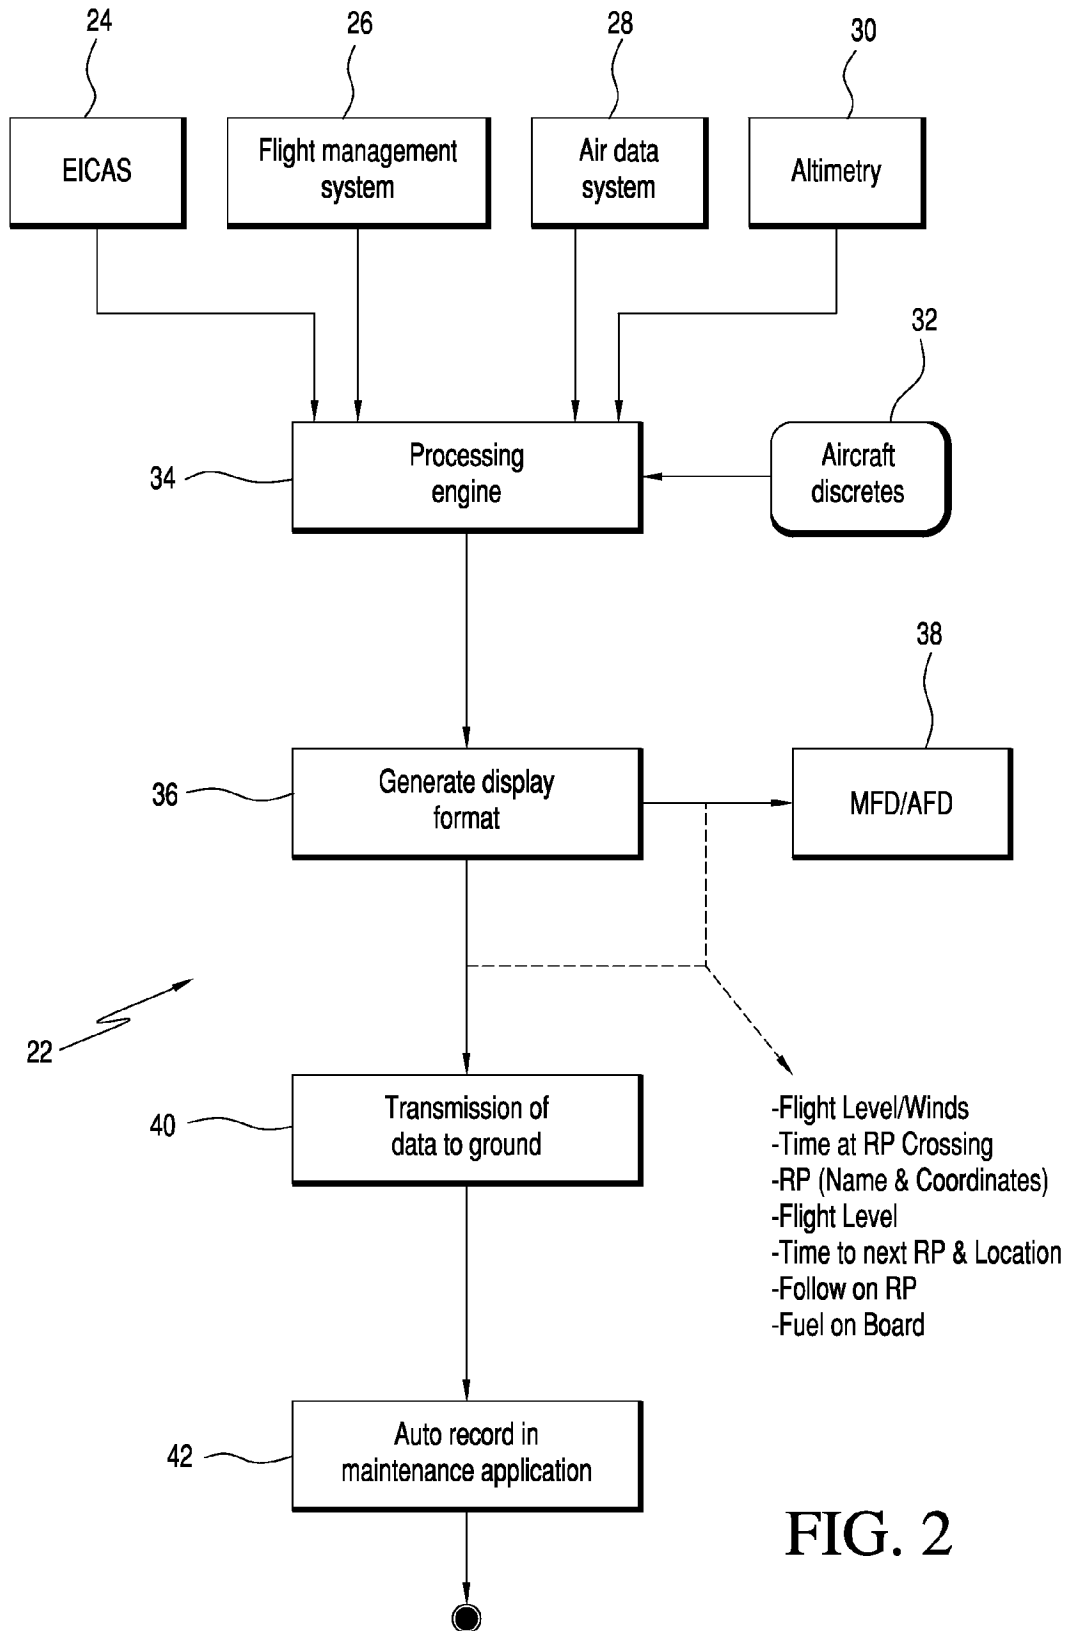 24
26
28
30
EICAS
Flight management
system
Air data
system
Altimetry
32
34
Processing
engine
Aircraft
discretes
38
36
Generate display
format
MFD/AFD
22
40
Transmission of
data to ground
-Flight Level/Winds
-Time at RP Crossing
-RP (Name & Coordinates)
-Flight Level
-Time to next RP & Location
-Follow on RP
-Fuel on Board
42
Auto record in
maintenance application
FIG. 2